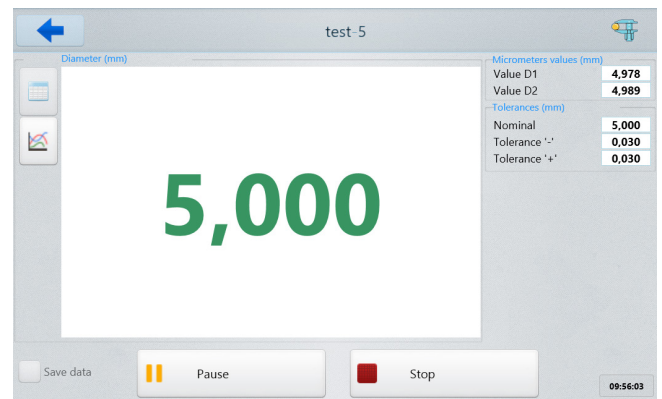 test-5
Diameter (mm)
5,000
Micrometers values (mm)
Value D1 4,978
Value D2 4,989
Tolerances (mm)
Nominal 5,000
Tolerance '-' 0,030
Tolerance '+' 0,030
Save data
Pause
Stop
09:56:03